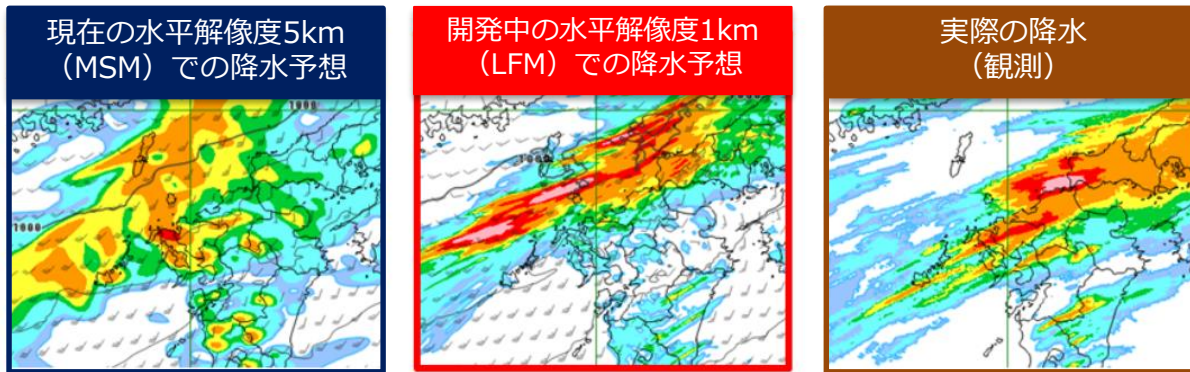 現在の水平解像度5km
（MSM）での降水予想
開発中の水平解像度1km
（LFM）での降水予想
実際の降水
（観測）
1000
1000